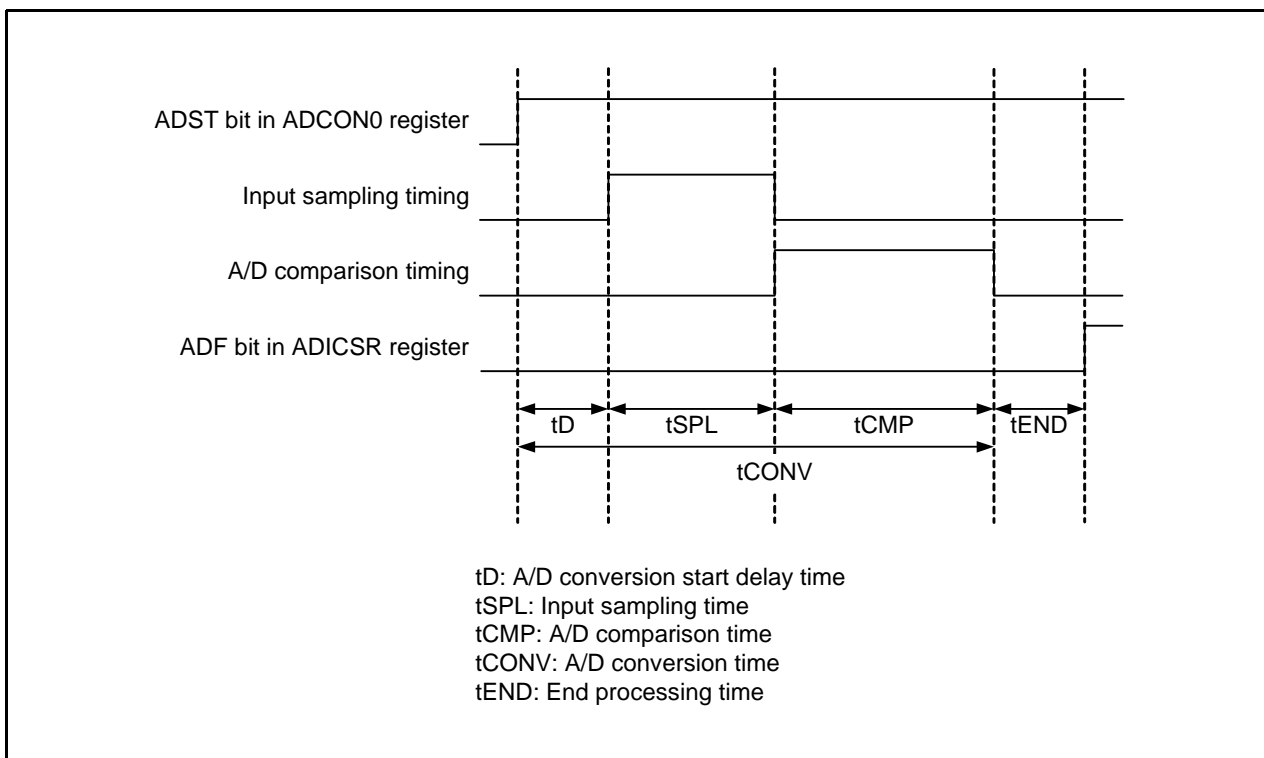 ADST bit in ADCON0 register
Input sampling timing
A/D comparison timing
ADF bit in ADICSR register
tD
tSPL
tCMP
tEND
tCONV
tD: A/D conversion start delay time
tSPL: Input sampling time
tCMP: A/D comparison time
tCONV: A/D conversion time
tEND: End processing time